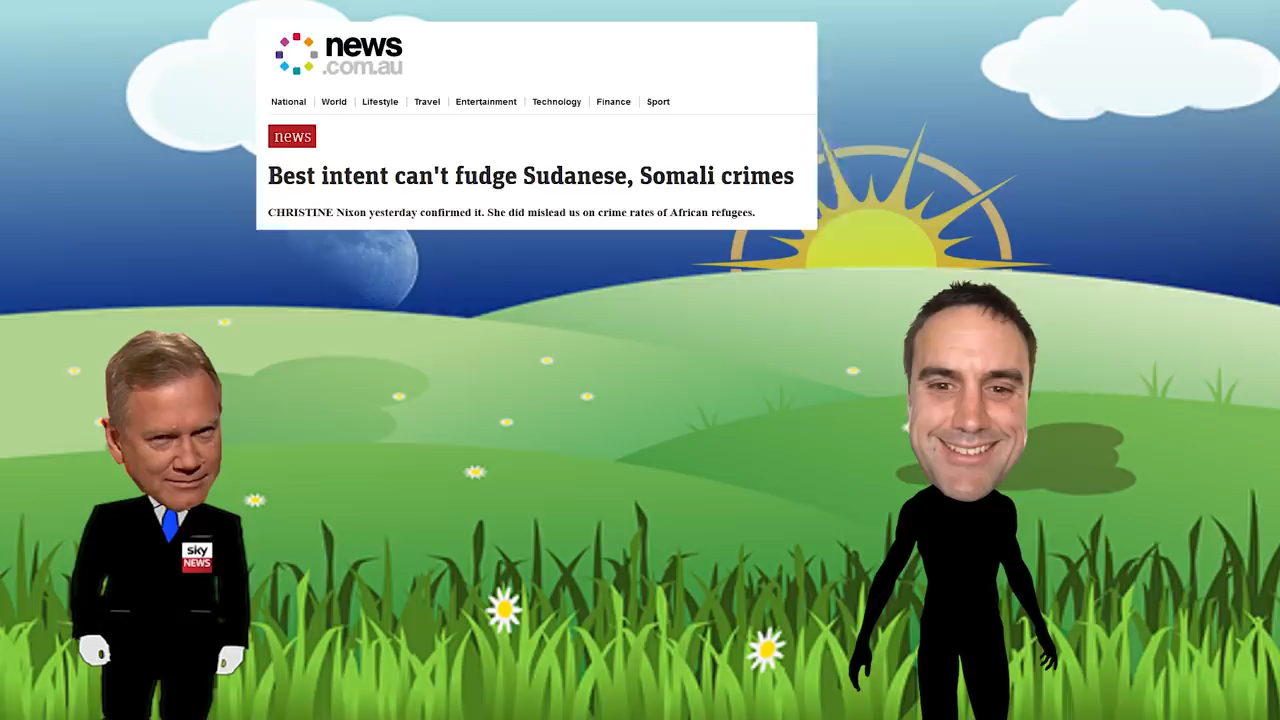 news
.com.au
National World Lifestyle Travel Entertainment Technology Finance Sport
news
Best intent can't fudge Sudanese, Somali crimes
CHRISTINE Nixon yesterday confirmed it. She did mislead us on crime rates of African refugees.
sky
NEWS